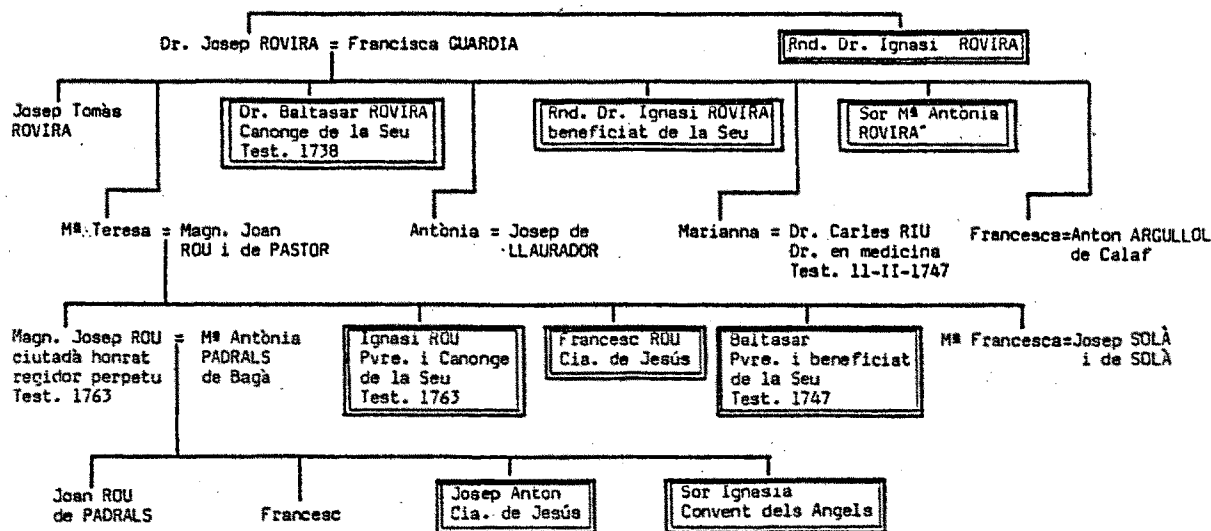 Dr. Josep ROVIRA = Francisca GUARDIA
Rnd. Dr. Ignasi ROVIRA
Josep Tomàs
ROVIRA
Dr. Baltasar ROVIRA
Canonge de la Seu
Test. 1738
Rnd. Dr. Ignasi ROVIRA
beneficiat de la Seu
Sor Mª Antònia
ROVIRA
Mª Teresa = Magn. Joan
ROU i de PASTOR
Antònia = Josep de
LLAURADOR
Marianna = Dr. Carles RIU
Dr. en medicina
Test. 11-II-1747
Francesca=Anton ARGULLOL
de Calaf
Magn. Josep ROU = Mª Antònia
ciutadà honrat PADRALS
regidor perpetu de Bagà
Test. 1763
Ignasi ROU
Pvre. i Canonge
de la Seu
Test. 1763
Francesc ROU
Cia. de Jesús
Baltasar
Pvre. i beneficiat
de la Seu
Test. 1747
Mª Francesca=Josep SOLÀ
i de SOLÀ
Joan ROU
de PADRALS
Francesc
Josep Anton
Cia. de Jesús
Sor Ignasia
Convent dels Angels